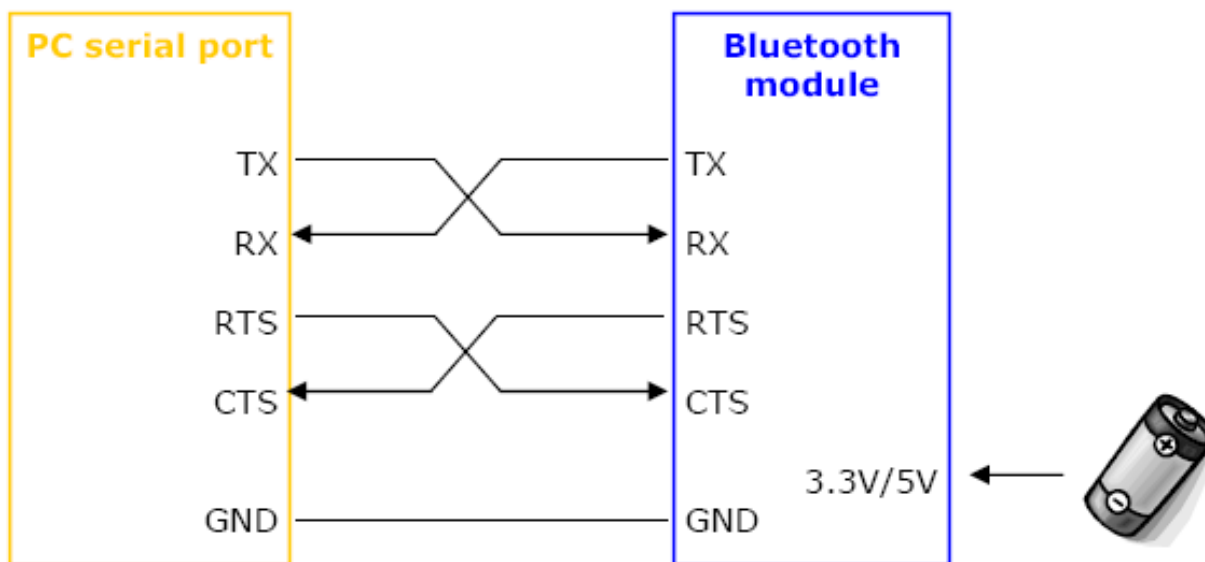 PC serial port
Bluetooth
module
TX
TX
RX
RX
RTS
RTS
CTS
CTS
3.3V/5V
GND
GND